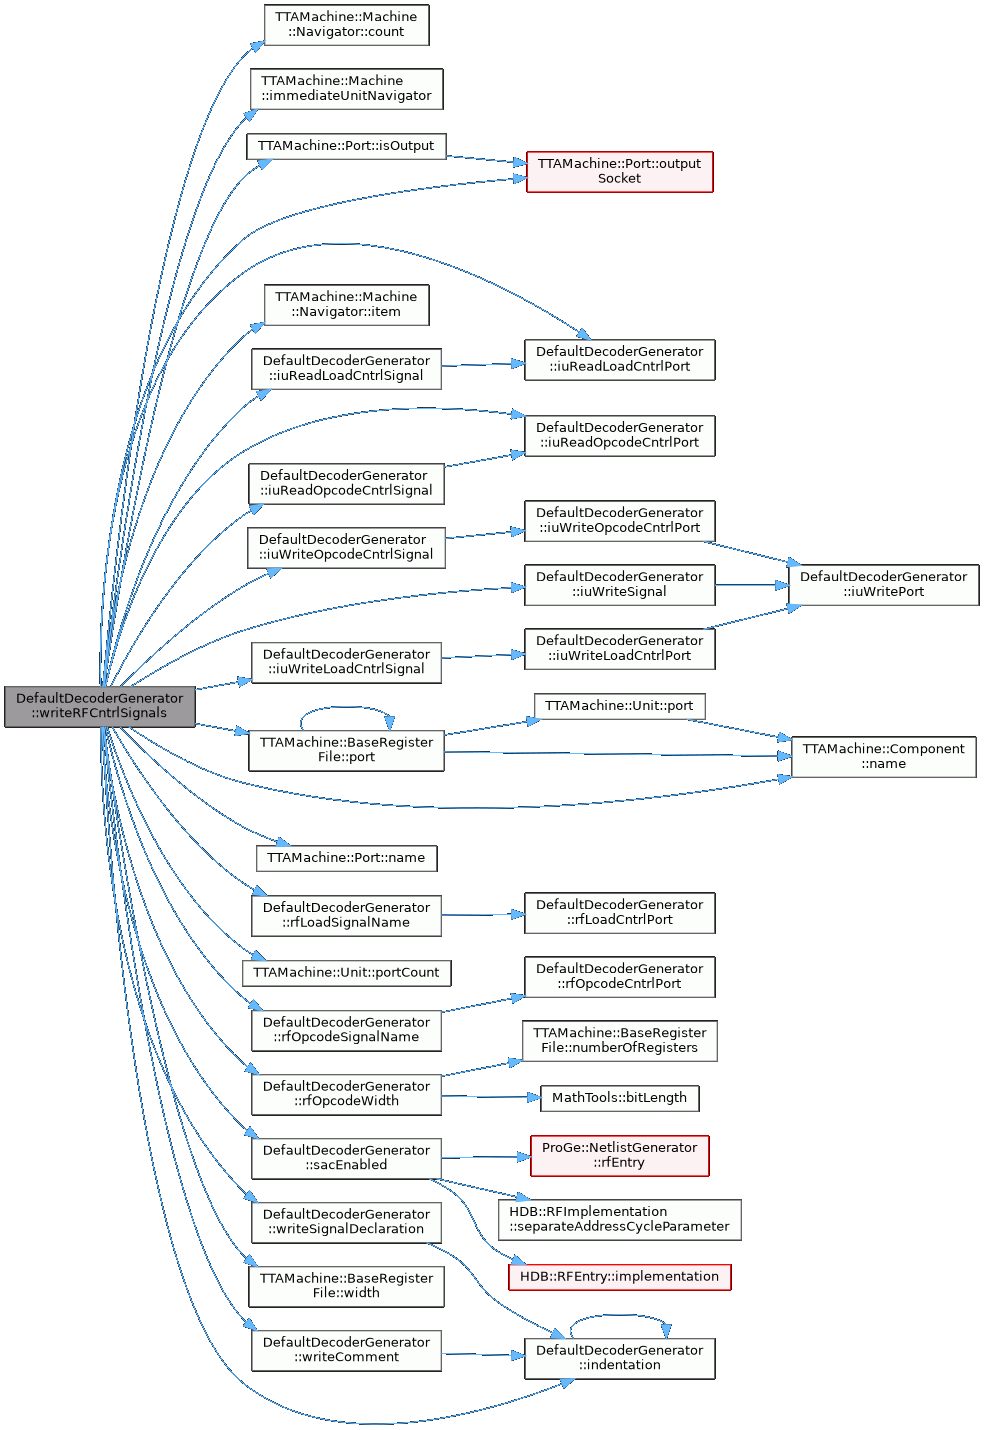 TTAMachine::Machine
::Navigator::count
TTAMachine::Machine
::immediateUnitNavigator
TTAMachine::Port::isOutput
TTAMachine::Port::output
Socket
TTAMachine::Machine
::Navigator::item
DefaultDecoderGenerator
::iuReadLoadCntrlPort
DefaultDecoderGenerator
::iuReadLoadCntrlSignal
DefaultDecoderGenerator
::iuReadOpcodeCntrlPort
DefaultDecoderGenerator
::iuReadOpcodeCntrlSignal
DefaultDecoderGenerator
::iuWriteOpcodeCntrlPort
DefaultDecoderGenerator
::iuWriteOpcodeCntrlSignal
DefaultDecoderGenerator
::iuWriteSignal
DefaultDecoderGenerator
::iuWritePort
DefaultDecoderGenerator
::iuWriteLoadCntrlPort
DefaultDecoderGenerator
::iuWriteLoadCntrlSignal
DefaultDecoderGenerator
::writeRFCntrlSignals
TTAMachine::Unit::port
TTAMachine::BaseRegister
File::port
TTAMachine::Component
::name
TTAMachine::Port::name
DefaultDecoderGenerator
::rfLoadSignalName
DefaultDecoderGenerator
::rfLoadCntrlPort
TTAMachine::Unit::portCount
DefaultDecoderGenerator
::rfOpcodeCntrlPort
DefaultDecoderGenerator
::rfOpcodeSignalName
TTAMachine::BaseRegister
File::numberOfRegisters
DefaultDecoderGenerator
::rfOpcodeWidth
MathTools::bitLength
DefaultDecoderGenerator
::sacEnabled
ProGe::NetlistGenerator
::rfEntry
HDB::RFImplementation
::separateAddressCycleParameter
DefaultDecoderGenerator
::writeSignalDeclaration
HDB::RFEntry::implementation
TTAMachine::BaseRegister
File::width
DefaultDecoderGenerator
::writeComment
DefaultDecoderGenerator
::indentation